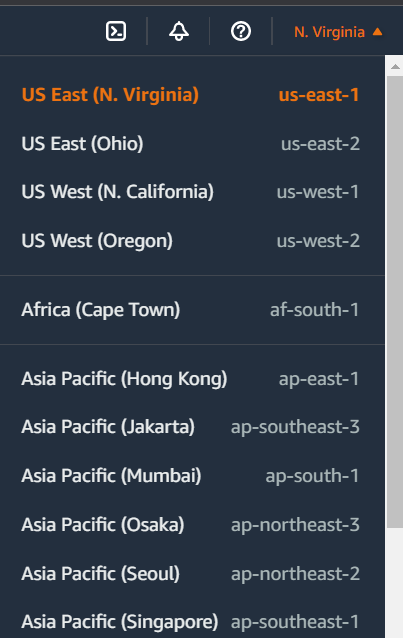 N. Virginia
US East (N. Virginia) us-east-1
US East (Ohio) us-east-2
US West (N. California) us-west-1
US West (Oregon) us-west-2
Africa (Cape Town) af-south-1
Asia Pacific (Hong Kong) ap-east-1
Asia Pacific (Jakarta) ap-southeast-3
Asia Pacific (Mumbai) ap-south-1
Asia Pacific (Osaka) ap-northeast-3
Asia Pacific (Seoul) ap-northeast-2
Asia Pacific (Singapore) ap-southeast-1